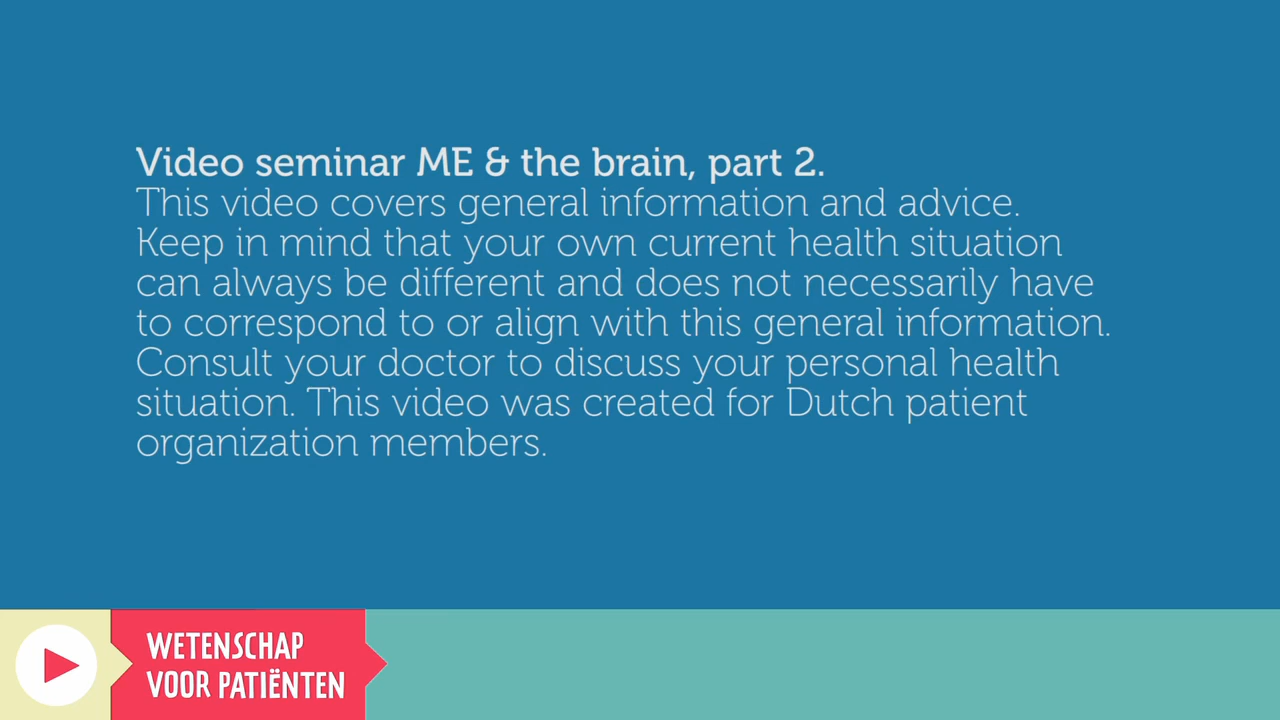 Video seminar ME & the brain, part 2.
This video covers general information and advice.
Keep in mind that your own current health situation
can always be different and does not necessarily have
to correspond to or align with this general information.
Consult your doctor to discuss your personal health
situation. This video was created for Dutch patient
organization members.
WETENSCHAP
VOOR PATIËNTEN